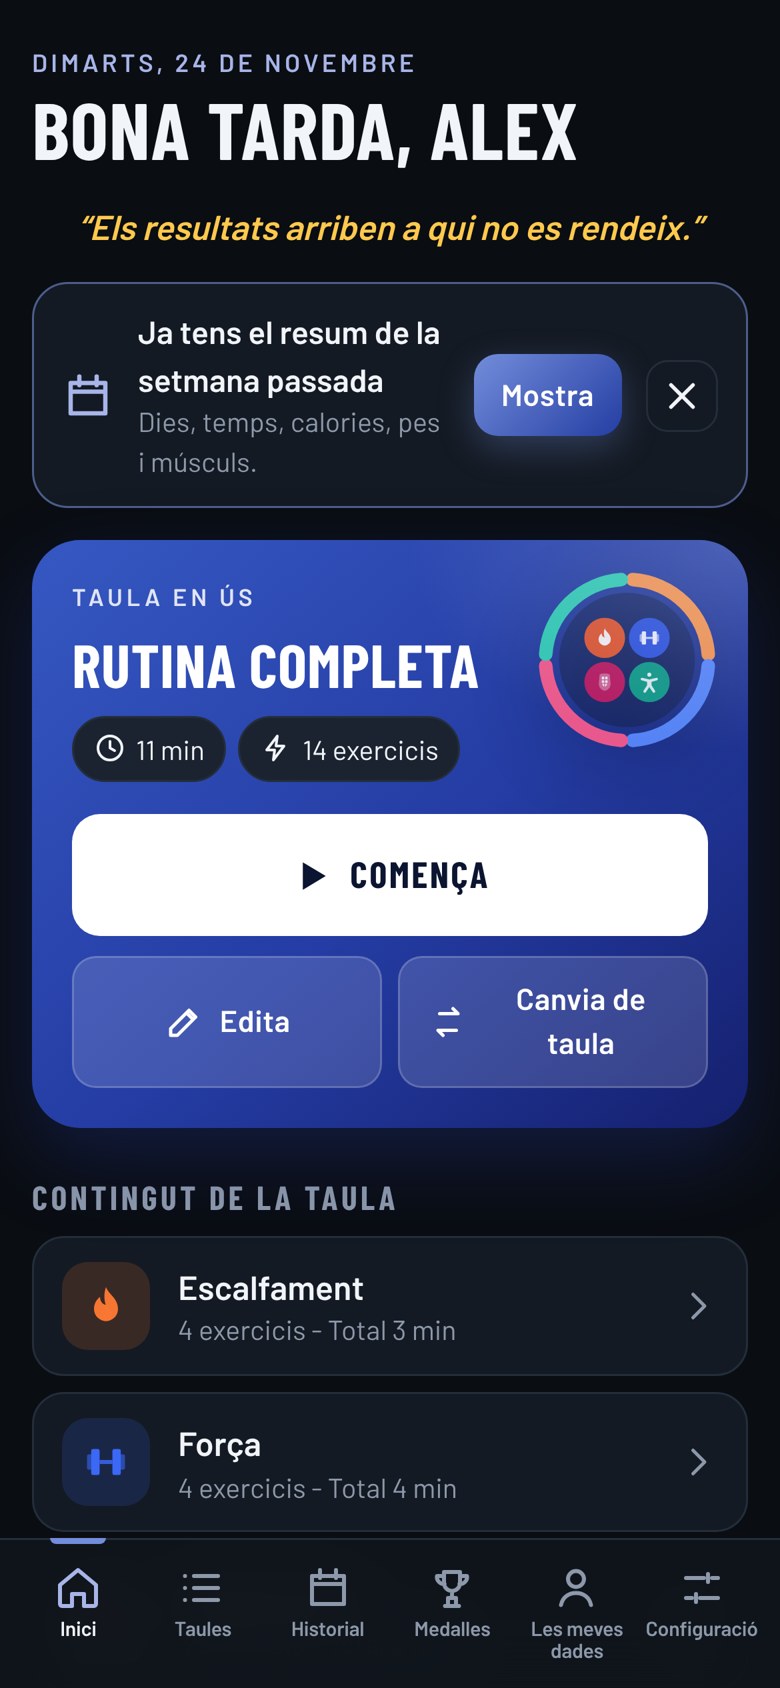 DIMARTS, 24 DE NOVEMBRE
BONA TARDA, ALEX
“Els resultats arriben a qui no es rendeix.”
Ja tens el resum de la
setmana passada
Dies, temps, calories, pes
i músculs.
Mostra
TAULA EN ÚS
RUTINA COMPLETA
11 min
14 exercicis
COMENÇA
Edita
Canvia de
taula
CONTINGUT DE LA TAULA
Escalfament
4 exercicis - Total 3 min
Força
4 exercicis - Total 4 min
Inici
Taules
Historial
Medalles
Les meves
dades
Configuració